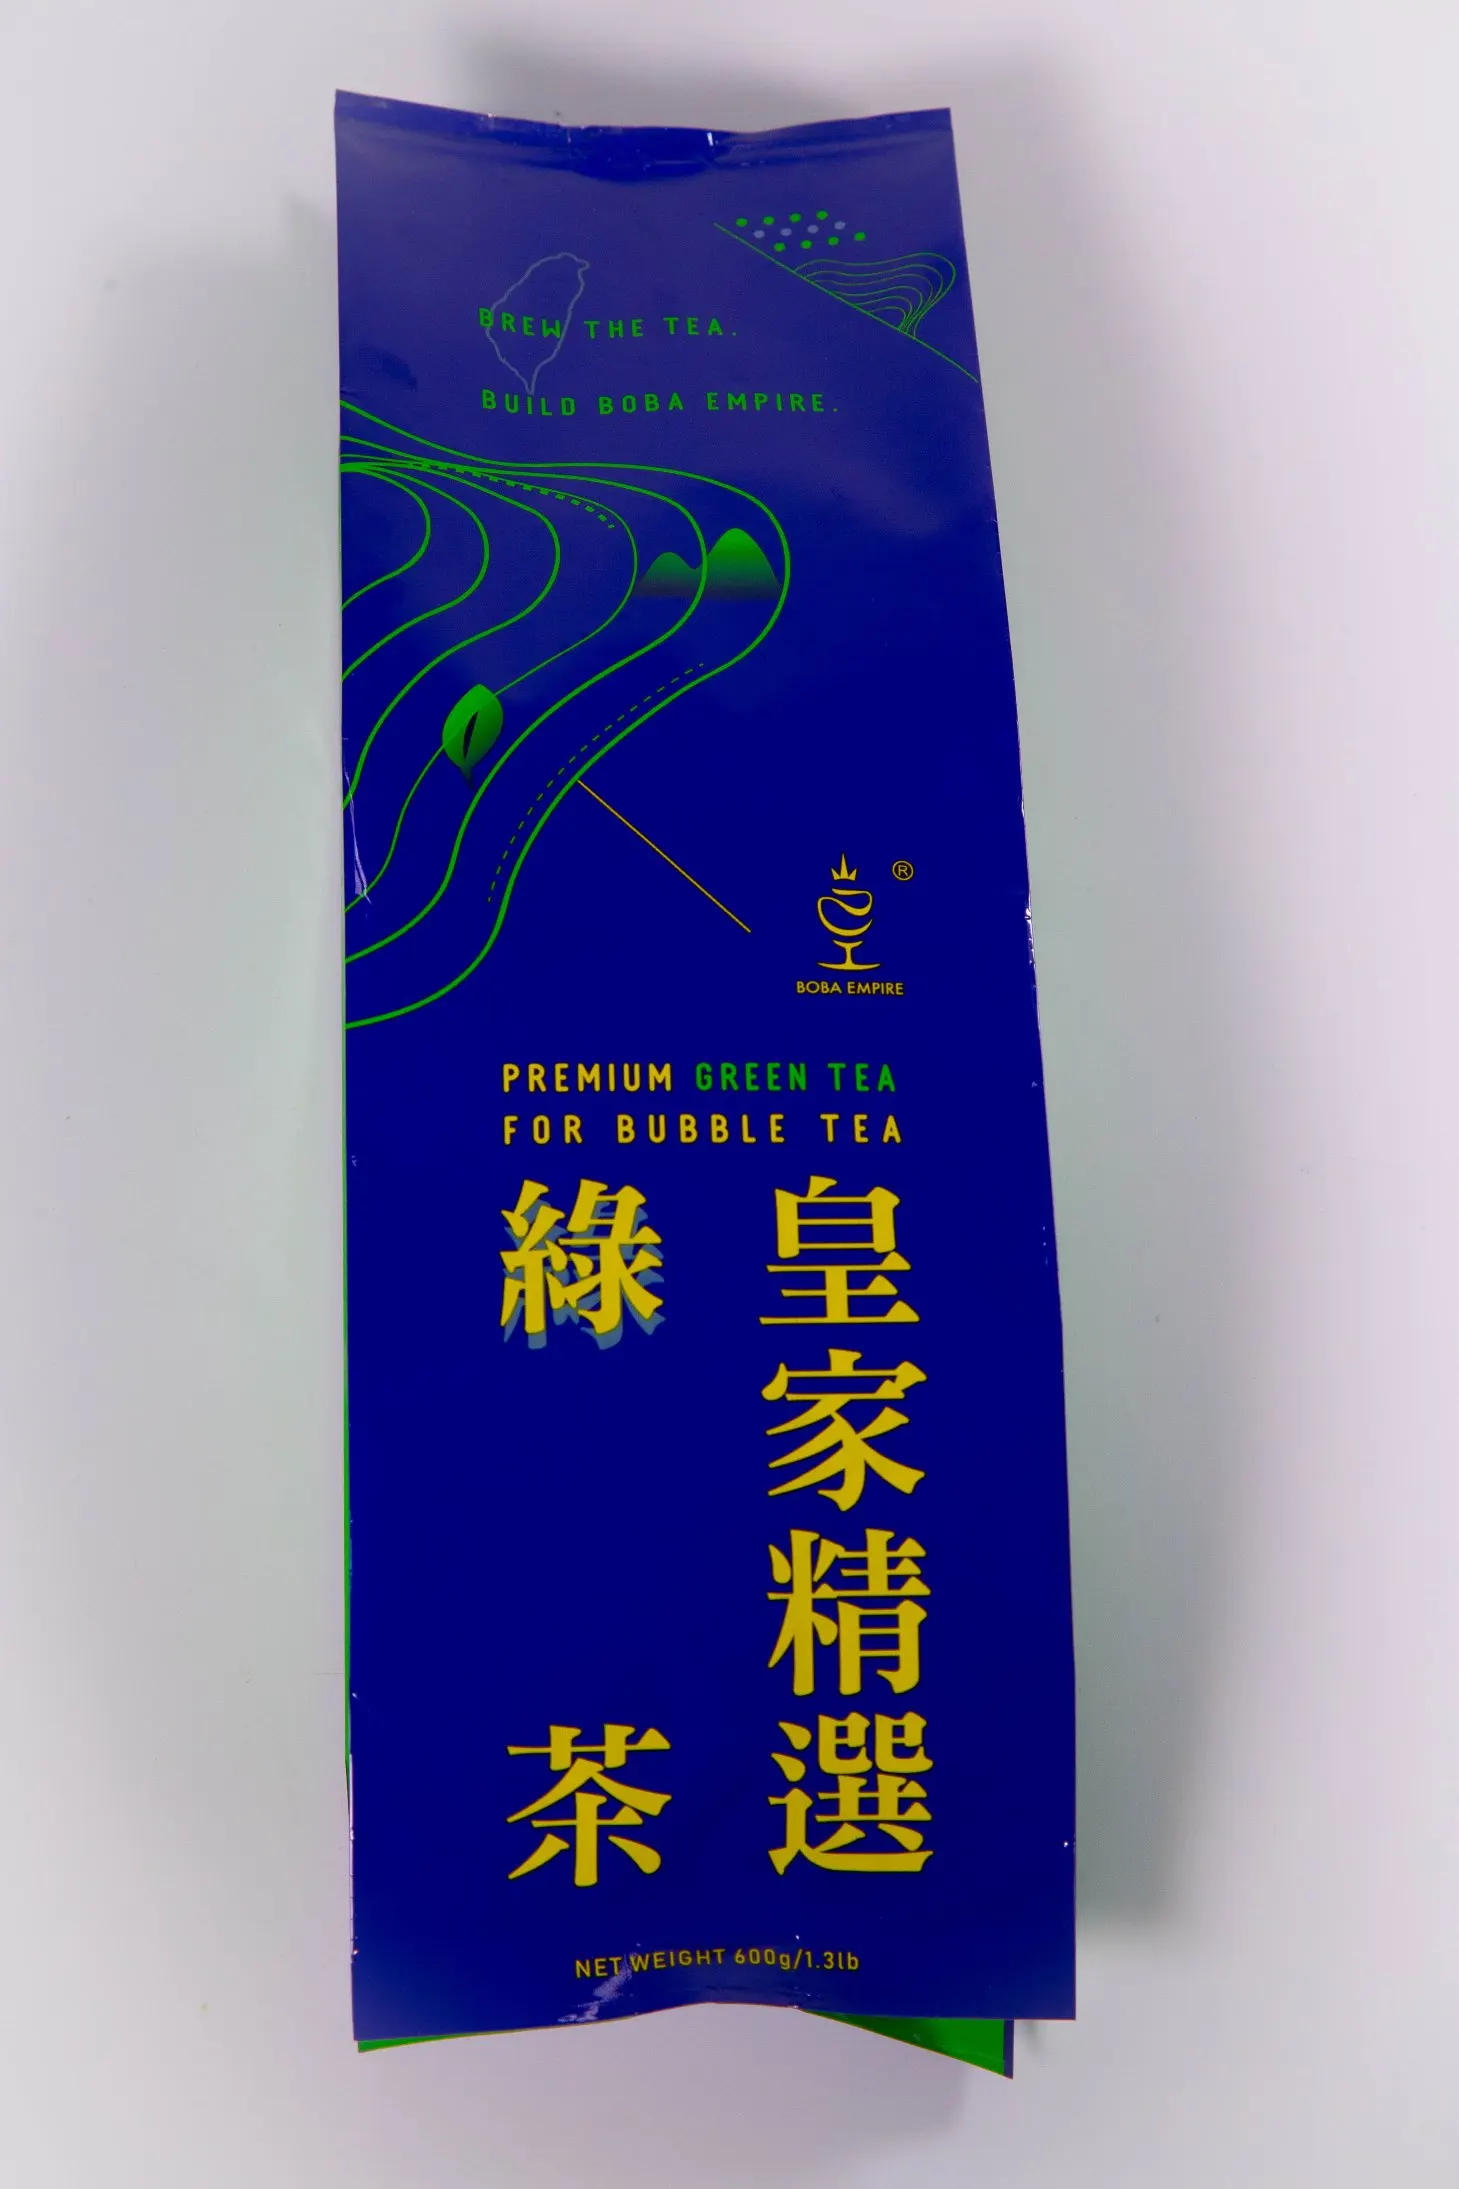 BREW THE TEA.
BUILD BOBA EMPIRE.
®
BOBA EMPIRE
PREMIUM GREEN TEA
FOR BUBBLE TEA
皇家精選
綠茶
NET WEIGHT 600g/1.3lb